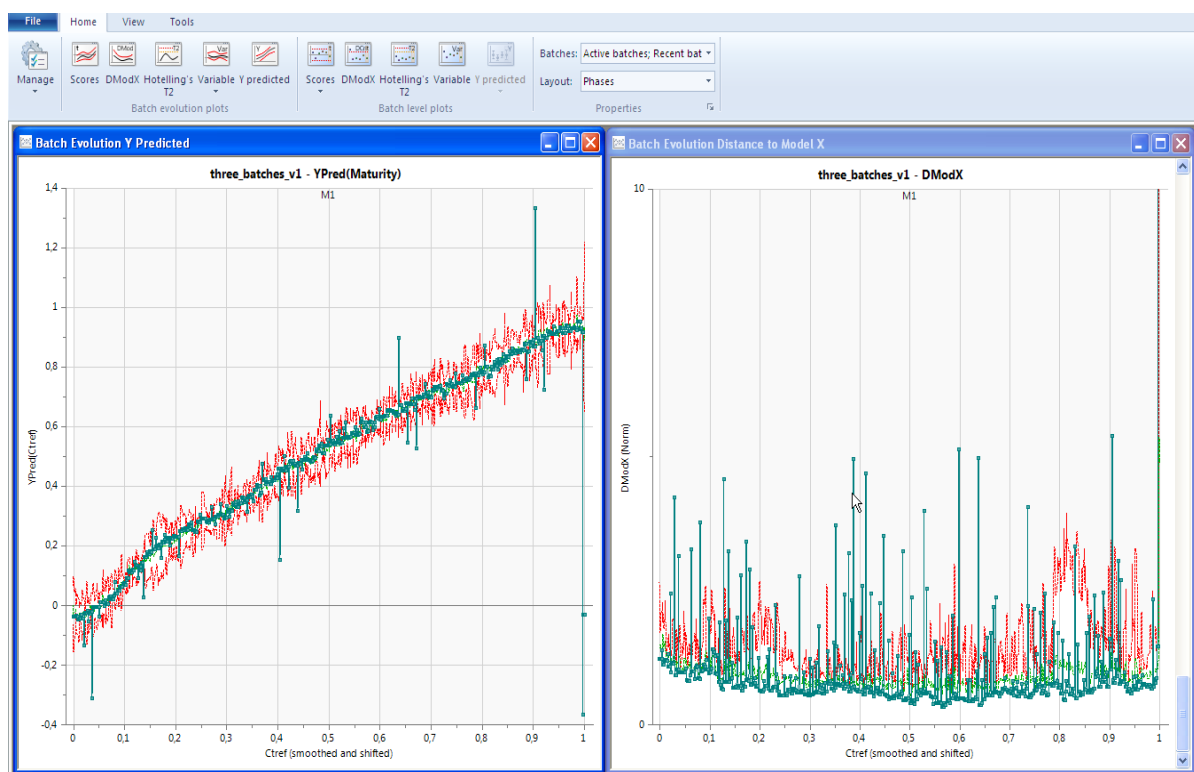 File Home View Tools
Manage
Scores DModX Hotelling's T2 Variable Y predicted
Batch evolution plots
Scores DModX Hotelling's T2 Variable Y predicted
Batch level plots
Batches: Active batches; Recent bat
Layout: Phases
Properties
Batch Evolution Y Predicted
three_batches_v1 - YPred(Maturity)
M1
YPred(Ctref)
1,4
1,2
1
0,8
0,6
0,4
0,2
0
-0,2
-0,4
0 0,1 0,2 0,3 0,4 0,5 0,6 0,7 0,8 0,9 1
Ctref (smoothed and shifted)
Batch Evolution Distance to Model X
three_batches_v1 - DModX
M1
DModX (Norm)
10
0
0 0,1 0,2 0,3 0,4 0,5 0,6 0,7 0,8 0,9 1
Ctref (smoothed and shifted)